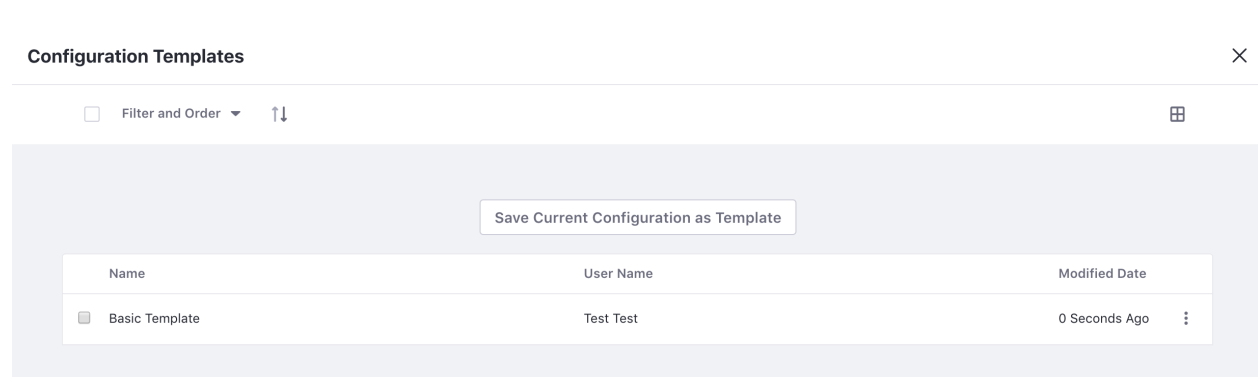 Configuration Templates
Filter and Order
Save Current Configuration as Template
Name User Name Modified Date
Basic Template Test Test 0 Seconds Ago